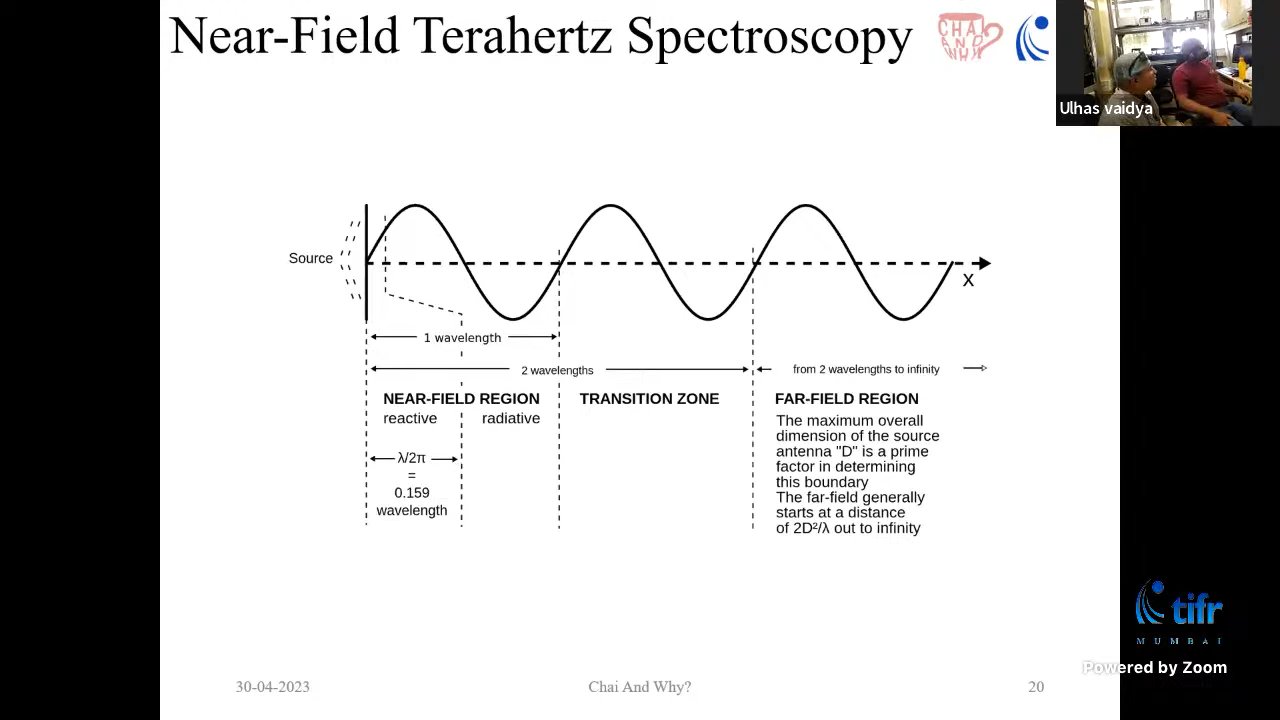 Near-Field Terahertz Spectroscopy
CHAI
AND
WHY?
Ulhas vaidya
Source
X
1 wavelength
2 wavelengths
from 2 wavelengths to infinity
NEAR-FIELD REGION
reactive
radiative
TRANSITION ZONE
FAR-FIELD REGION
The maximum overall
dimension of the source
antenna "D" is a prime
factor in determining
this boundary
The far-field generally
starts at a distance
of 2D²/λ out to infinity
λ/2π
=
0.159
wavelength
tifr
MUMBAI
Powered by Zoom
30-04-2023
Chai And Why?
20